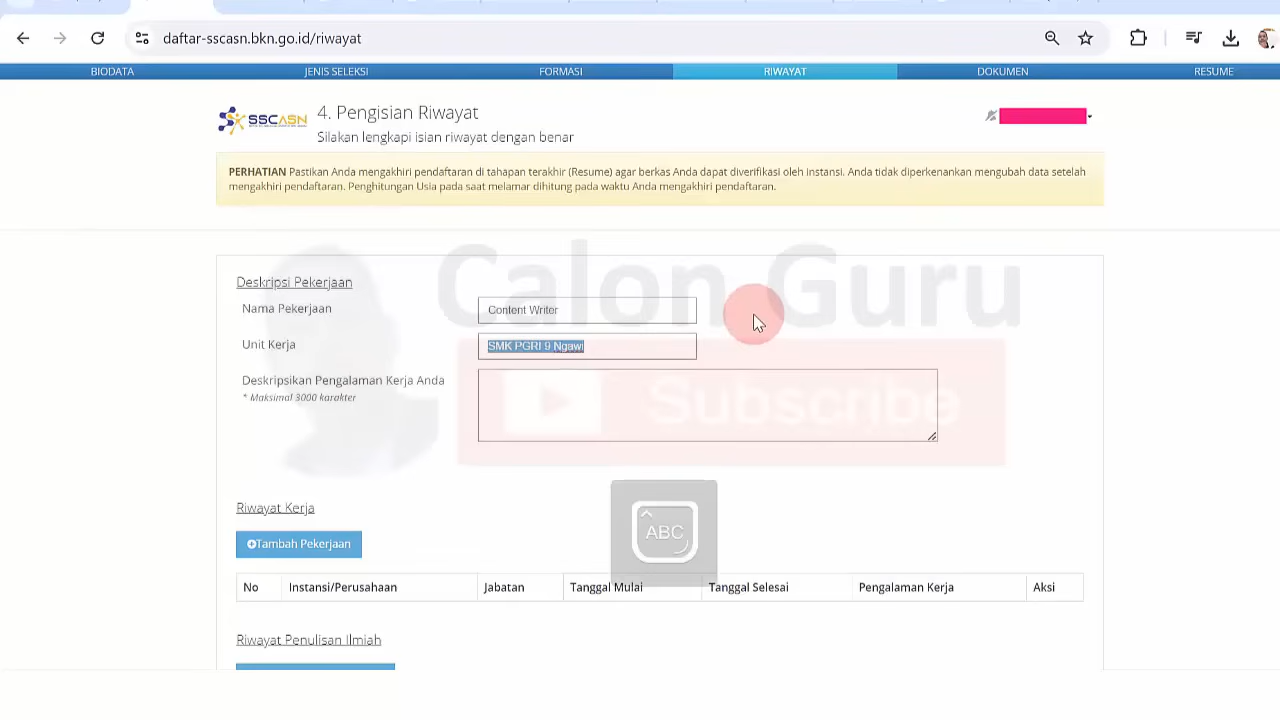 daftar-sscasn.bkn.go.id/riwayat
BIODATA JENIS SELEKSI FORMASI RIWAYAT DOKUMEN RESUME
SSCASN
4. Pengisian Riwayat
Silakan lengkapi isian riwayat dengan benar
PERHATIAN Pastikan Anda mengakhiri pendaftaran di tahapan terakhir (Resume) agar berkas Anda dapat diverifikasi oleh instansi. Anda tidak diperkenankan mengubah data setelah
mengakhiri pendaftaran. Penghitungan Usia pada saat melamar dihitung pada waktu Anda mengakhiri pendaftaran.
Calon Guru
Deskripsi Pekerjaan
Nama Pekerjaan Content Writer
Unit Kerja SMK PGRI 9 Ngawi
Deskripsikan Pengalaman Kerja Anda
* Maksimal 3000 karakter
Subscribe
Riwayat Kerja
ABC
Tambah Pekerjaan
No Instansi/Perusahaan Jabatan Tanggal Mulai Tanggal Selesai Pengalaman Kerja Aksi
Riwayat Penulisan Ilmiah